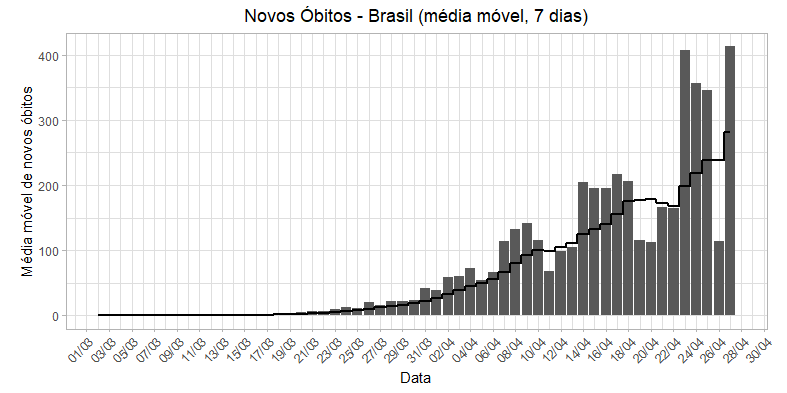 Novos Óbitos - Brasil (média móvel, 7 dias)
Média móvel de novos óbitos
400
300
200
100
0
01/03 03/03 05/03 07/03 09/03 11/03 13/03 15/03 17/03 19/03 21/03 23/03 25/03 27/03 29/03 31/03 02/04 04/04 06/04 08/04 10/04 12/04 14/04 16/04 18/04 20/04 22/04 24/04 26/04 28/04 30/04
Data